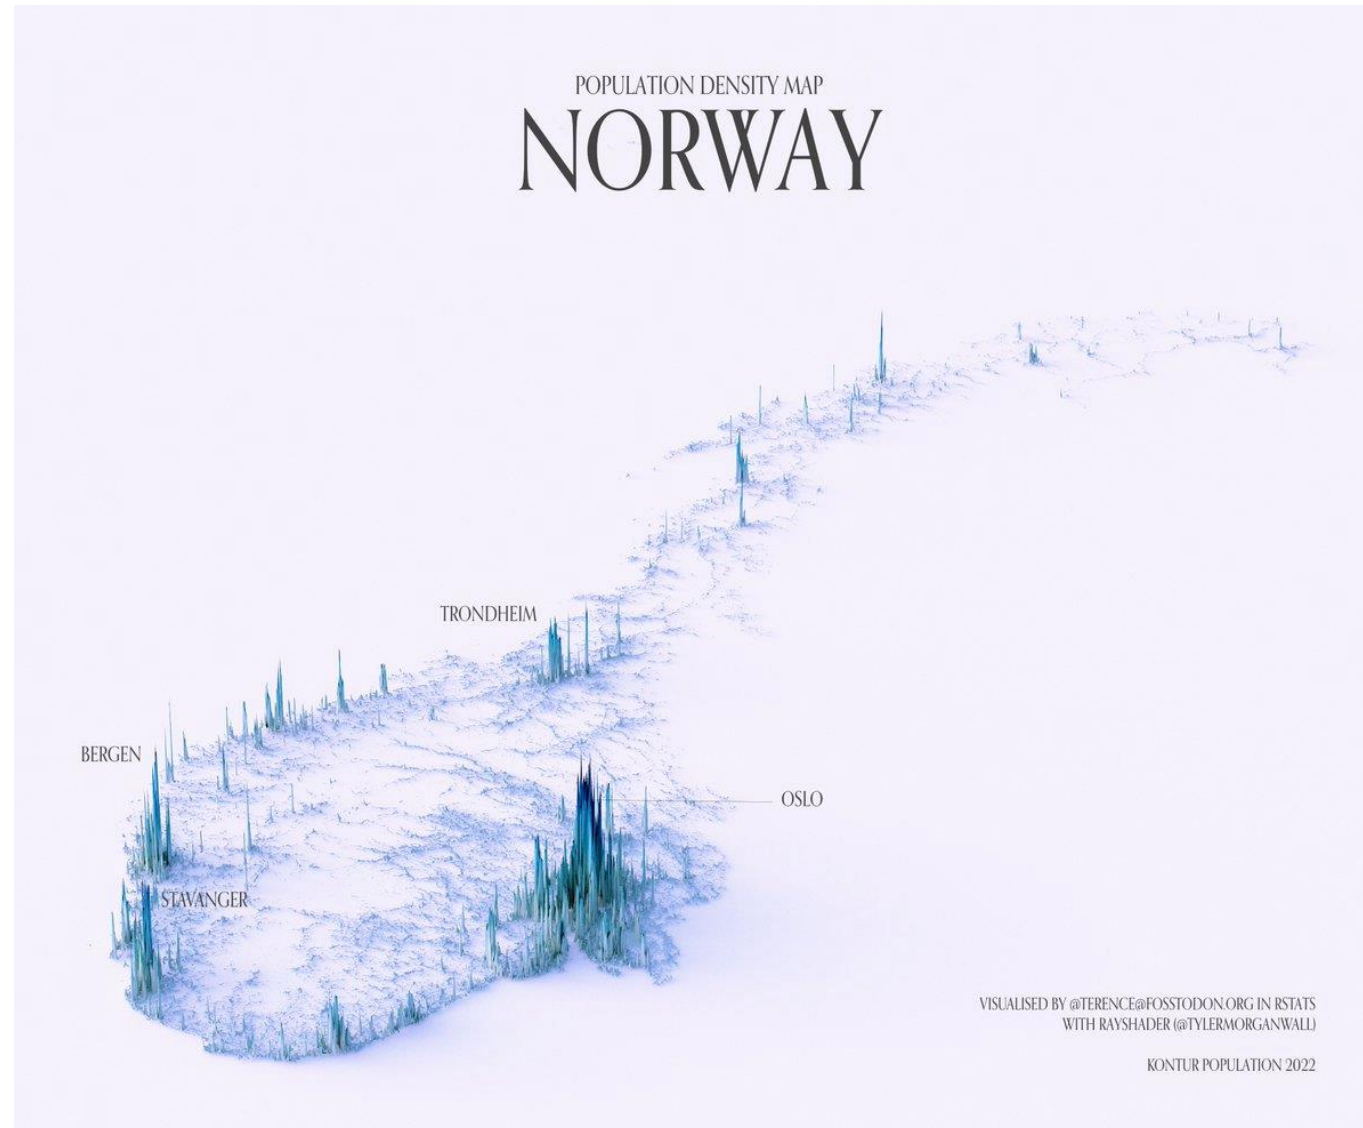 POPULATION DENSITY MAP
NORWAY
TRONDHEIM
BERGEN
OSLO
STAVANGER
VISUALISED BY @TERENCE@FOSSTODON.ORG IN RSTATS
WITH RAYSHADER (@TYLERMORGANWALL)
KONTUR POPULATION 2022